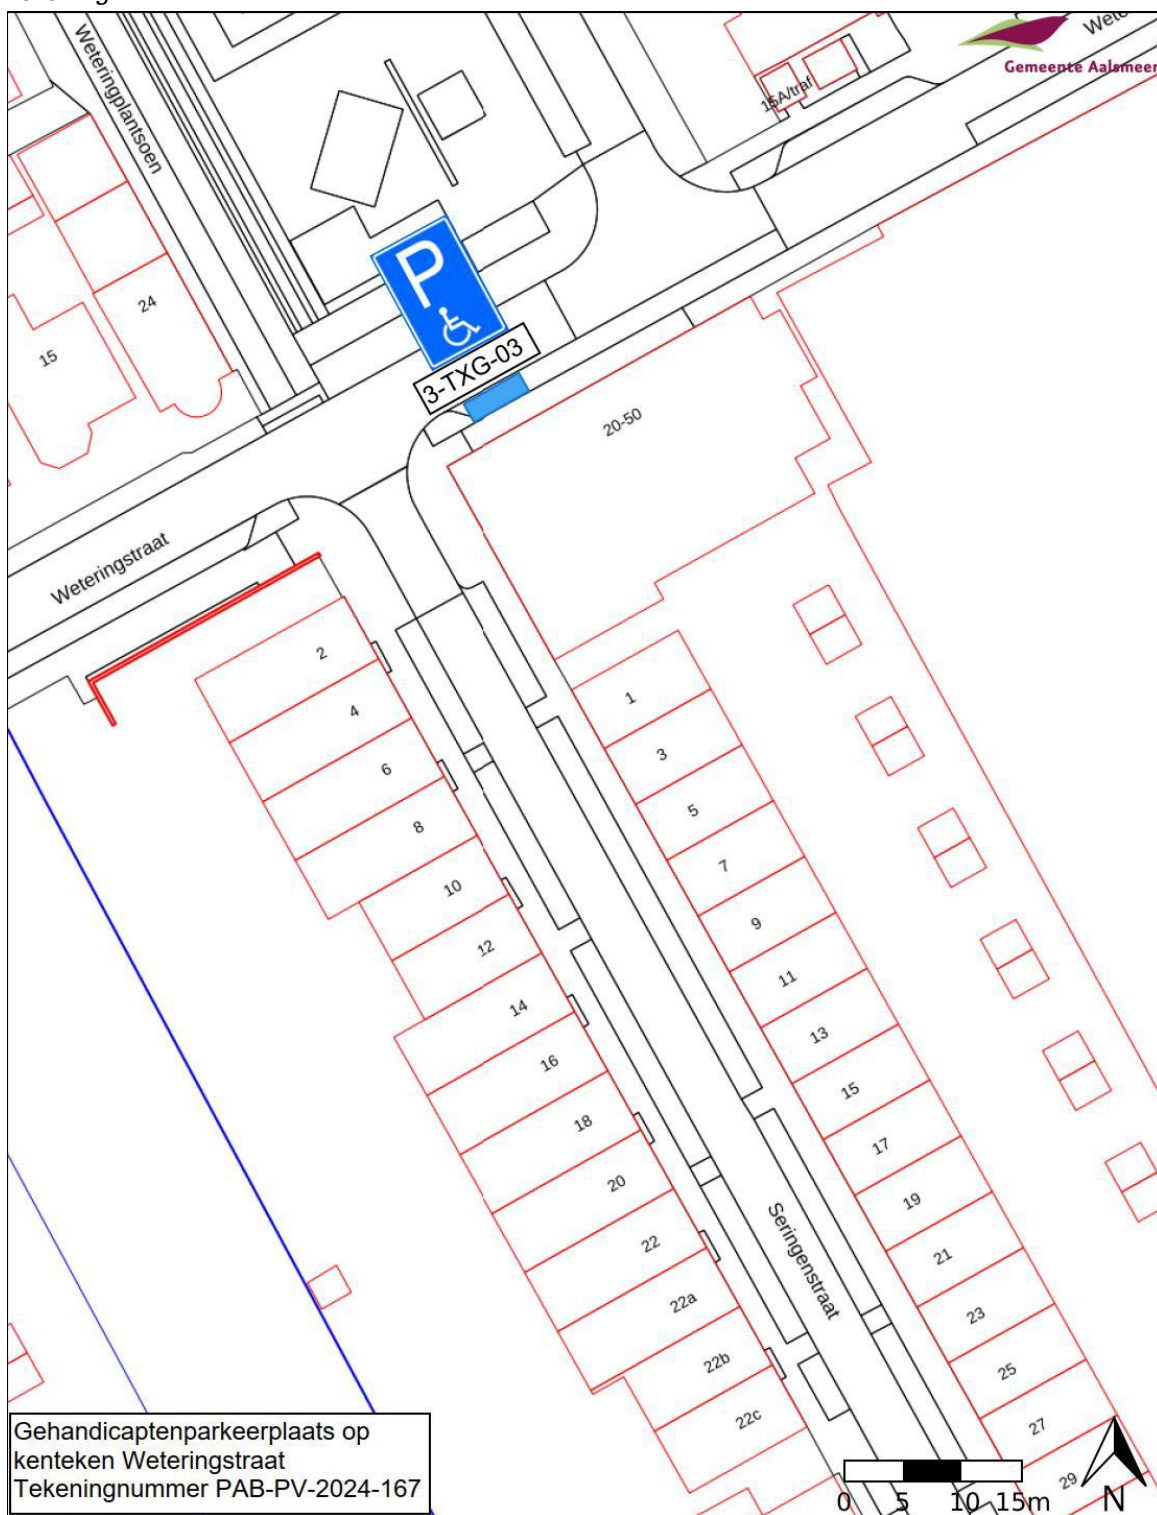 Weteringplantsoen
Gemeente Aalsmeer
15A/traf
24
15
P
3-TXG-03
20-50
Weteringstraat
2
4
6
8
10
12
14
16
18
20
22
22a
22b
22c
1
3
5
7
9
11
13
15
17
19
21
23
25
27
29
Seringenstraat
Gehandicaptenparkeerplaats op
kenteken Weteringstraat
Tekeningnummer PAB-PV-2024-167
0 5 10 15m
N